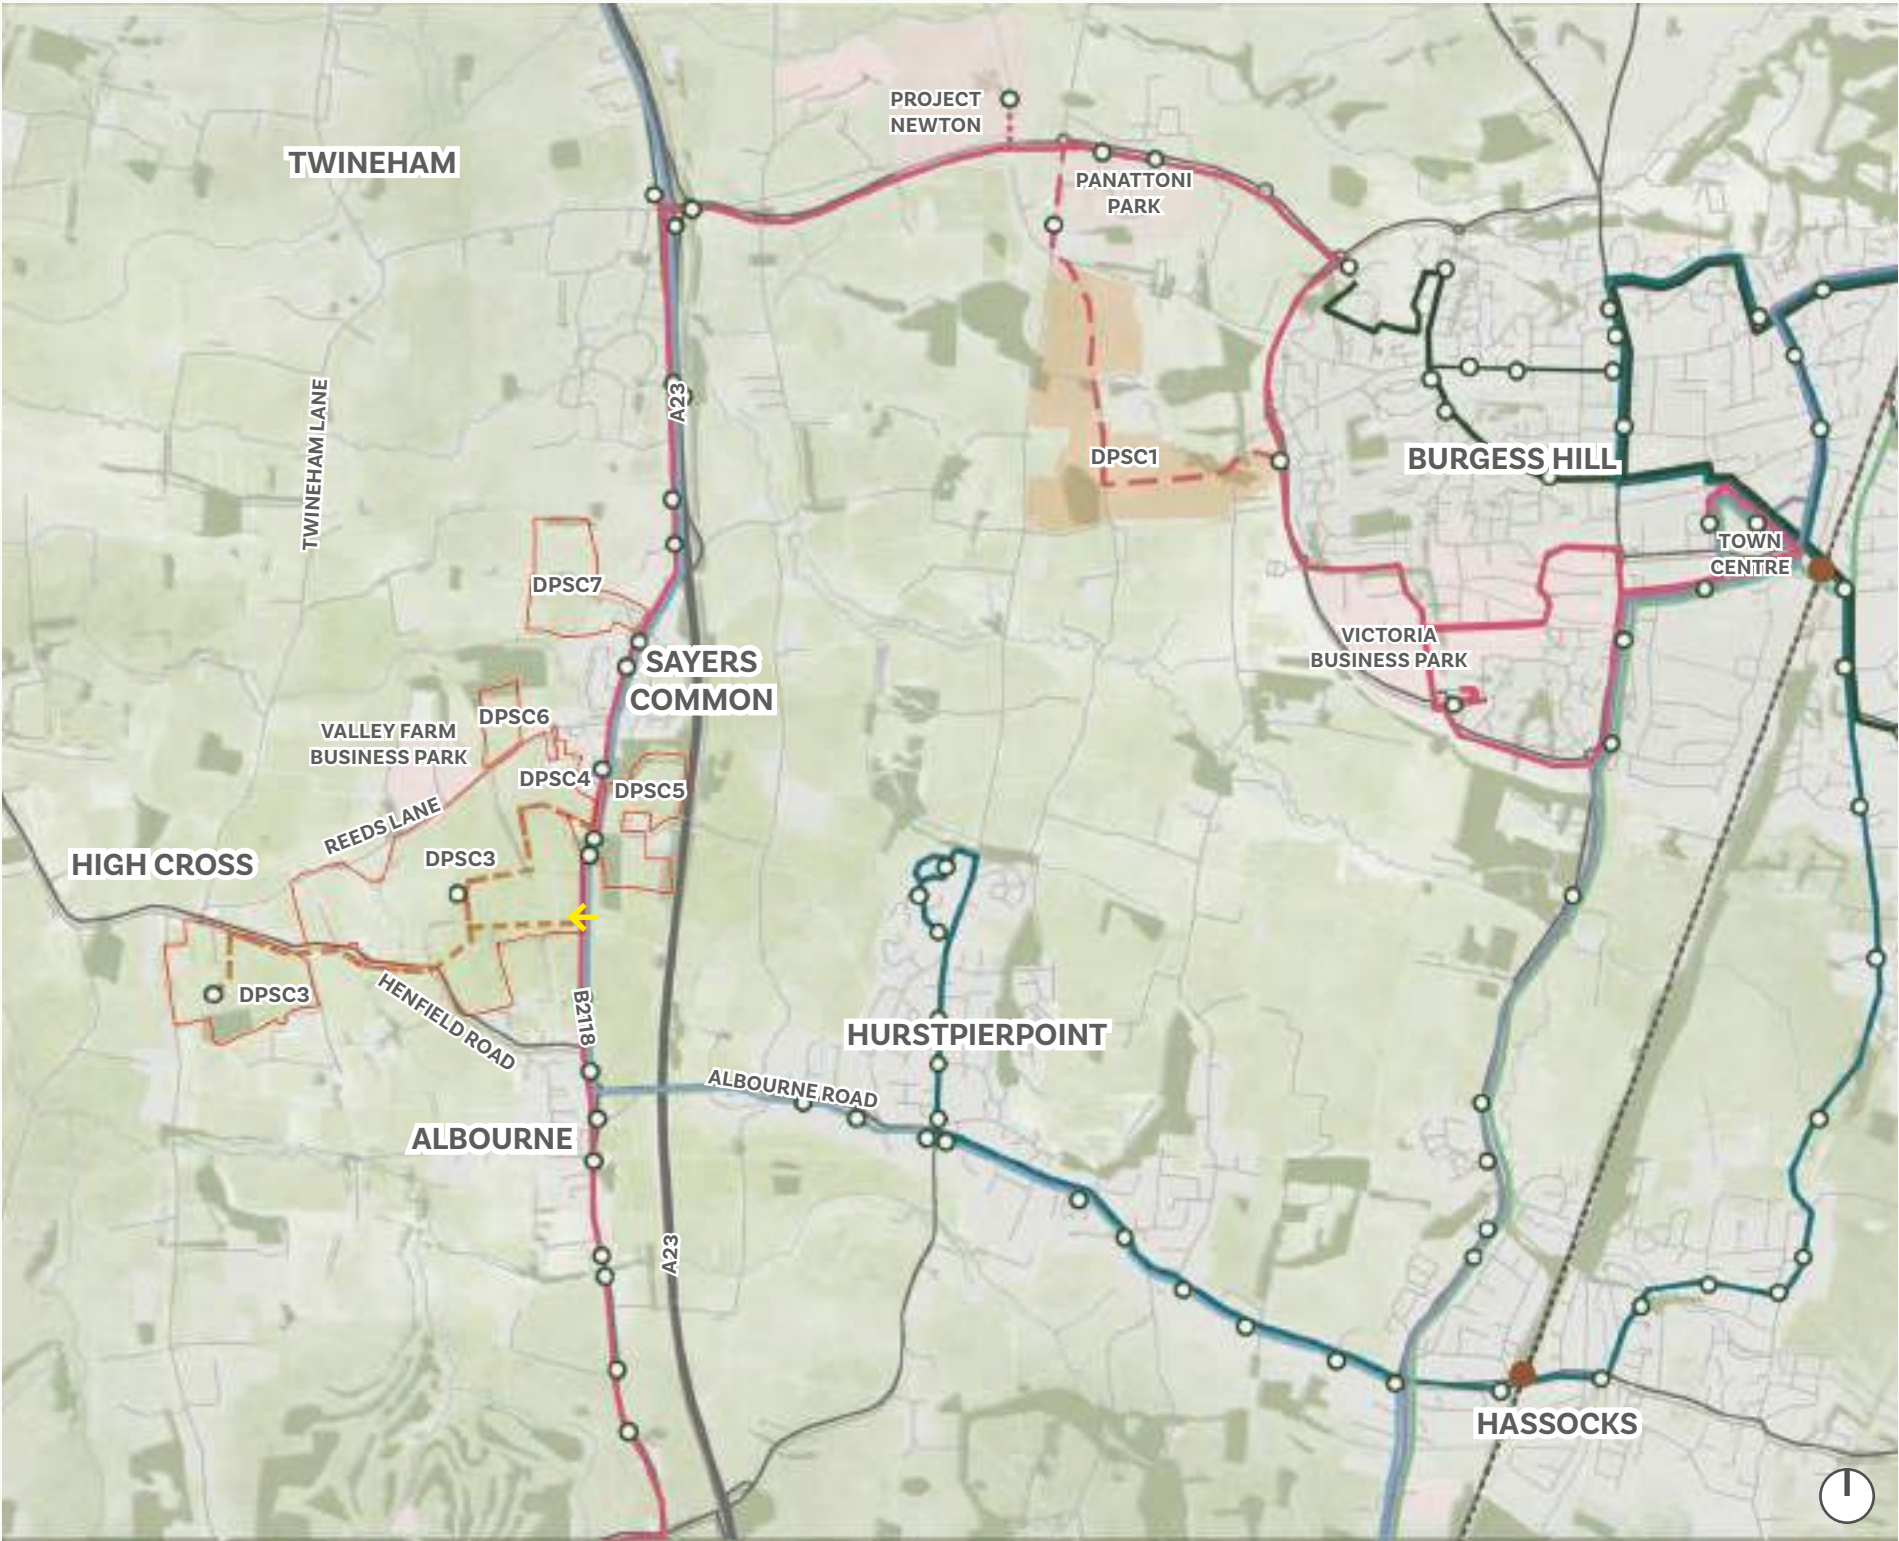 PROJECT
NEWTON
TWINEHAM
PANATTONI
PARK
A23
TWINEHAM LANE
DPSC1
BURGESS HILL
TOWN
CENTRE
DPSC7
VICTORIA
BUSINESS PARK
SAYERS
COMMON
DPSC6
VALLEY FARM
BUSINESS PARK
DPSC4
DPSC5
REEDS LANE
DPSC3
HIGH CROSS
DPSC3
HENFIELD ROAD
B2118
HURSTPIERPOINT
ALBOURNE ROAD
ALBOURNE
A23
HASSOCKS